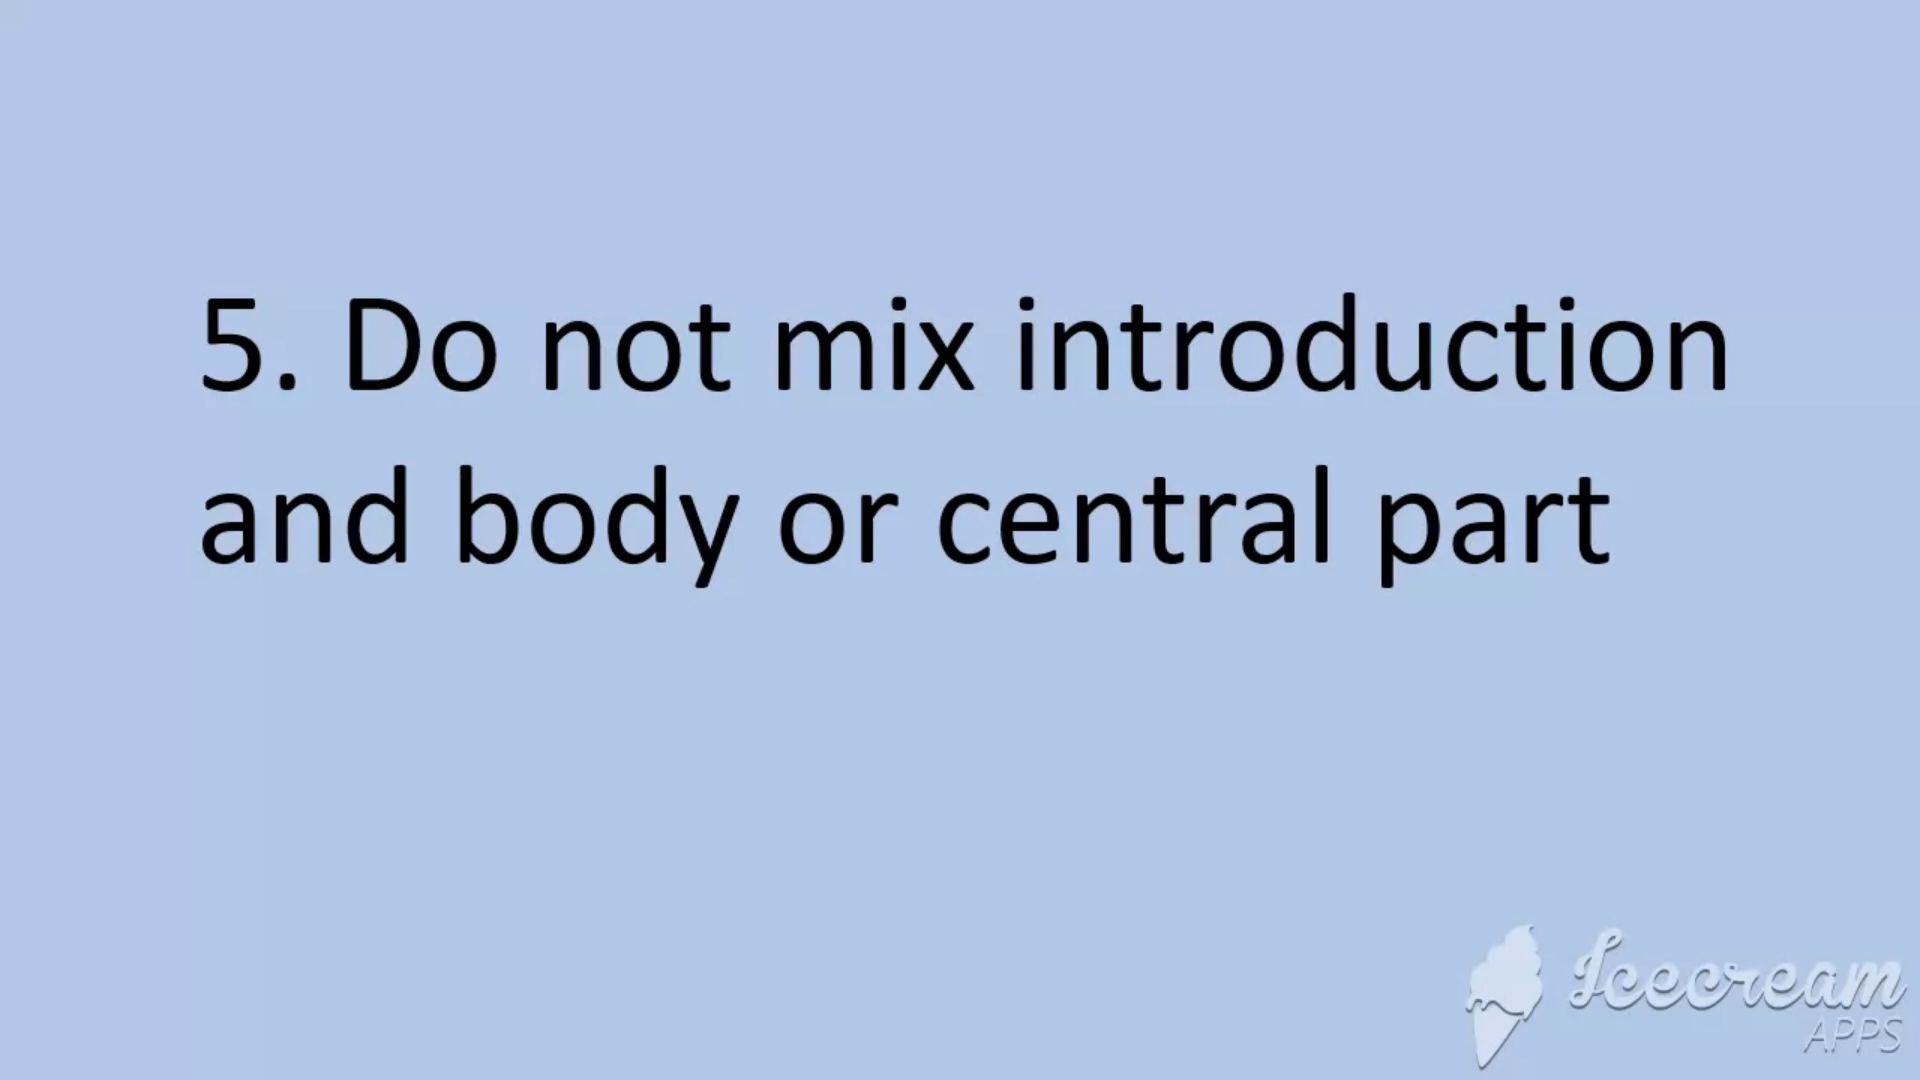 5. Do not mix introduction
and body or central part
Icecream
APPS